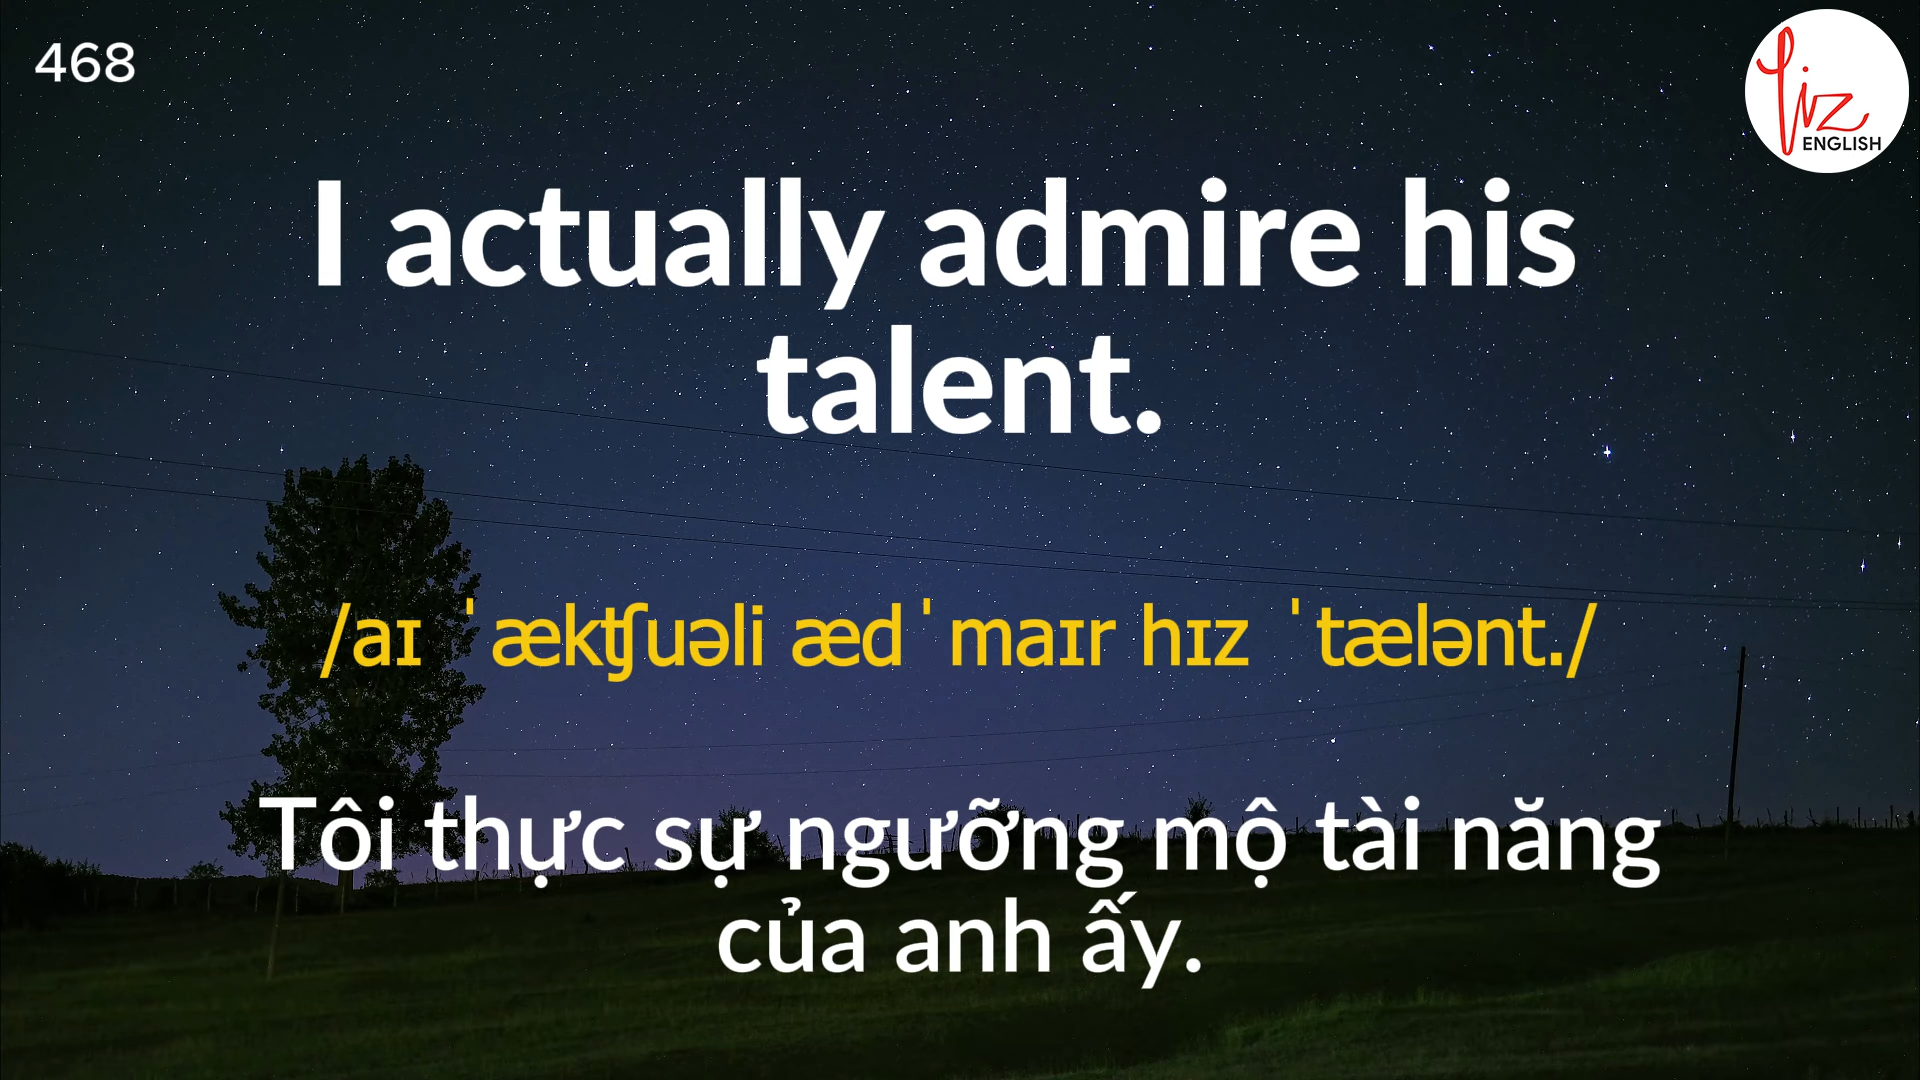 468
Liz
ENGLISH
I actually admire his
talent.
/aɪ ˈækʧuəli ædˈmaɪr hɪz ˈtælənt./
Tôi thực sự ngưỡng mộ tài năng
của anh ấy.